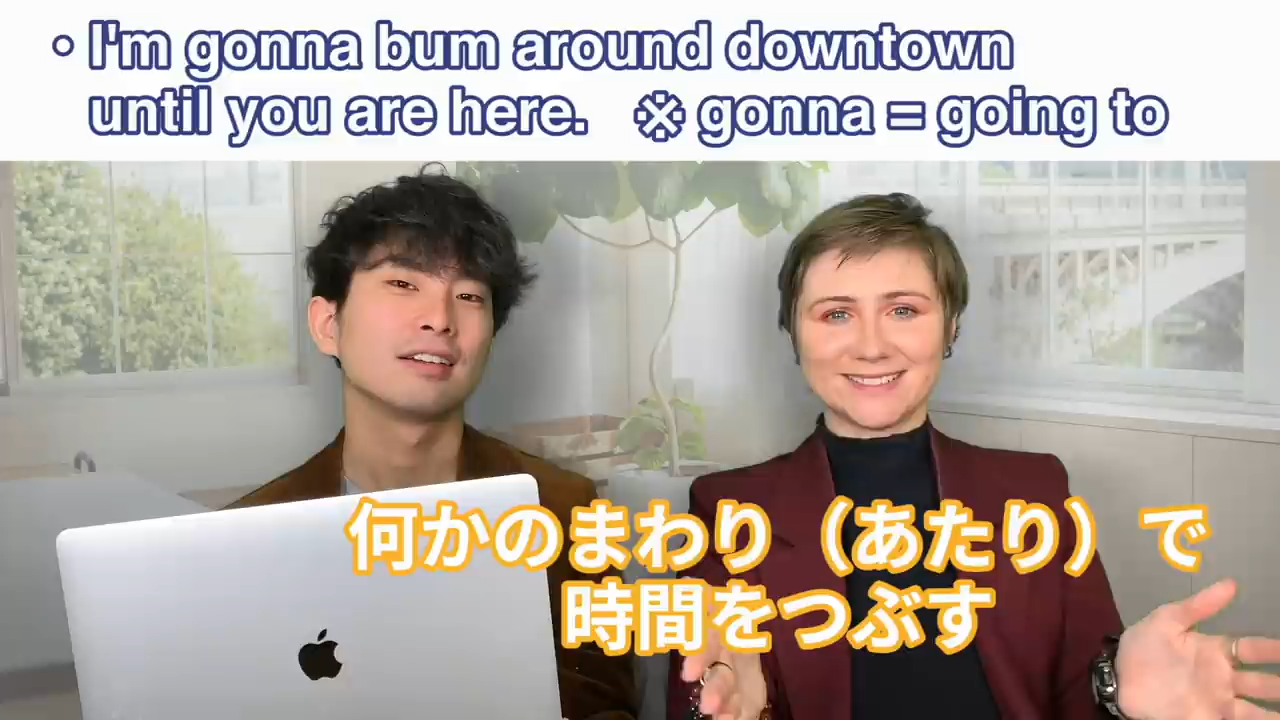 • I'm gonna bum around downtown
until you are here. ※ gonna = going to
何かのまわり（あたり）で
時間をつぶす